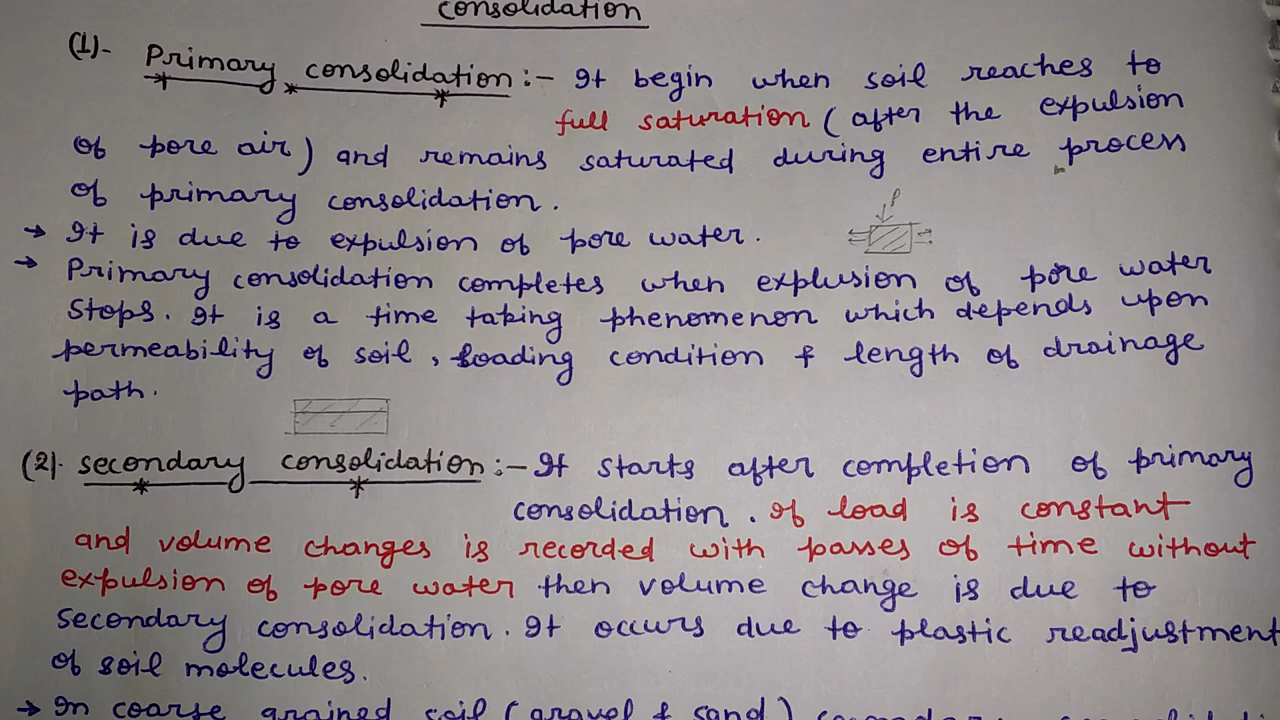 consolidation
(1)- Primary consolidation :- It begin when soil reaches to
full saturation (after the expulsion
of pore air) and remains saturated during entire process
of primary consolidation.
P
→ It is due to expulsion of pore water.
→ Primary consolidation completes when explusion of pore water
stops. It is a time taking phenomenon which depends upon
permeability of soil, loading condition & length of drainage
path.
(2). secondary consolidation :- It starts after completion of primary
consolidation. If load is constant
and volume changes is recorded with passes of time without
expulsion of pore water then volume change is due to
secondary consolidation. It occurs due to plastic readjustment
of soil molecules.
→ In coarse grained soil (gravel & sand)